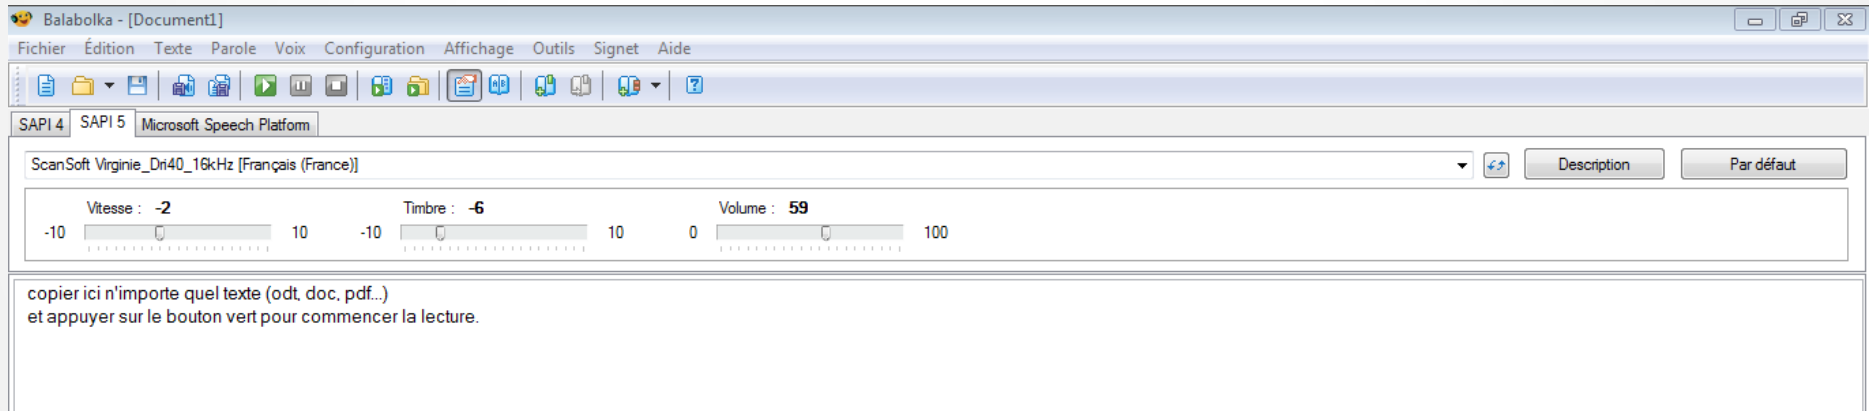 Balabolka - [Document1]
Fichier Édition Texte Parole Voix Configuration Affichage Outils Signet Aide
SAPI 4 SAPI 5 Microsoft Speech Platform
ScanSoft Virginie_Dri40_16kHz [Français (France)] Description Par défaut
Vitesse : -2 Timbre : -6 Volume : 59
-10 10 -10 10 0 100
copier ici n'importe quel texte (odt, doc, pdf...)
et appuyer sur le bouton vert pour commencer la lecture.